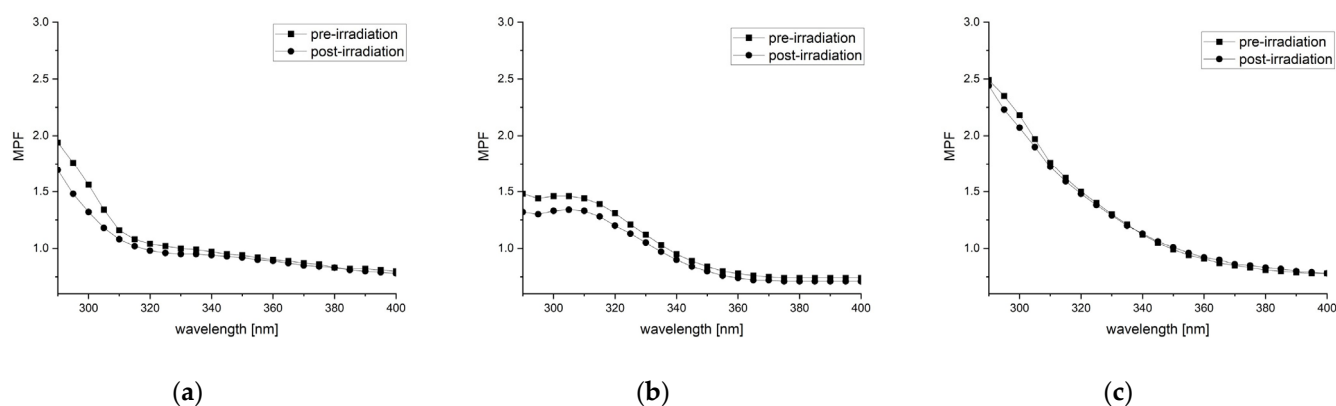 3.0
2.5
2.0
1.5
1.0
MPF
300 320 340 360 380 400
wavelength [nm]
pre-irradiation
post-irradiation
(a)
3.0
2.5
2.0
1.5
1.0
MPF
300 320 340 360 380 400
wavelength [nm]
pre-irradiation
post-irradiation
(b)
3.0
2.5
2.0
1.5
1.0
MPF
300 320 340 360 380 400
wavelength [nm]
pre-irradiation
post-irradiation
(c)